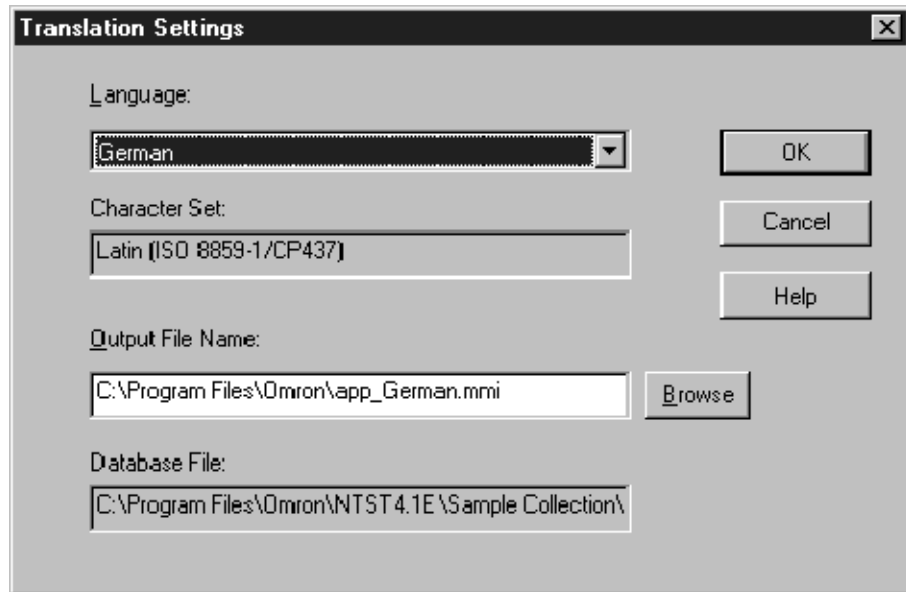 Translation Settings
Language:
German
OK
Character Set:
Cancel
Latin (ISO 8859-1/CP437)
Help
Output File Name:
C:\Program Files\Omron\app_German.mmi
Browse
Database File:
C:\Program Files\Omron\NTST4.1E\Sample Collection\